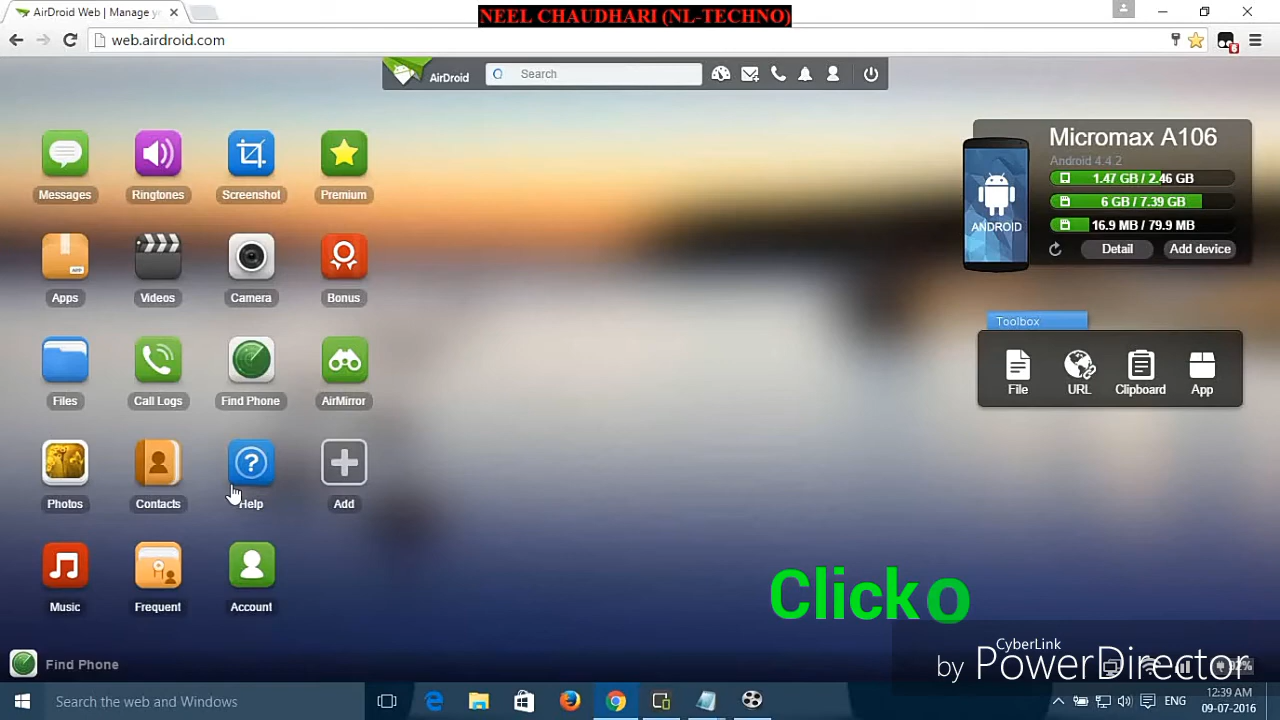 AirDroid Web | Manage y
NEEL CHAUDHARI (NL-TECHNO)
web.airdroid.com
AirDroid
Search
Messages
Ringtones
Screenshot
Premium
Micromax A106
Android 4.4.2
1.47 GB / 2.46 GB
6 GB / 7.39 GB
16.9 MB / 79.9 MB
ANDROID
Detail
Add device
Apps
Videos
Camera
Bonus
Toolbox
File
URL
Clipboard
App
Files
Call Logs
Find Phone
AirMirror
Photos
Contacts
Help
Add
Music
Frequent
Account
Click o
Find Phone
CyberLink
by PowerDirector
92%
Search the web and Windows
ENG
12:39 AM
09-07-2016